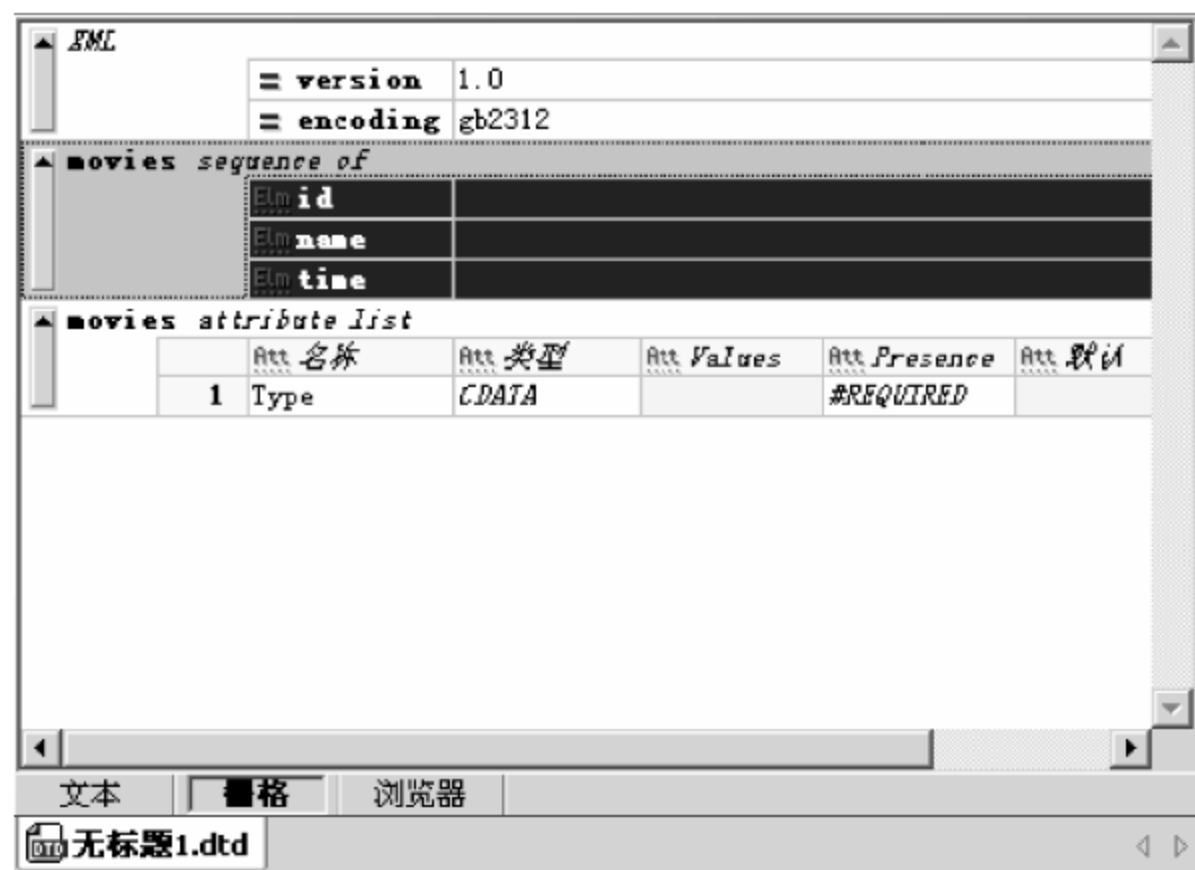 XML
= version 1.0
= encoding gb2312
movies sequence of
Elm id
Elm name
Elm time
movies attribute list
Att 名称 Att 类型 Att Values Att Presence Att 默认
1 Type CDATA #REQUIRED
文本 栅格 浏览器
DTD 无标题1.dtd